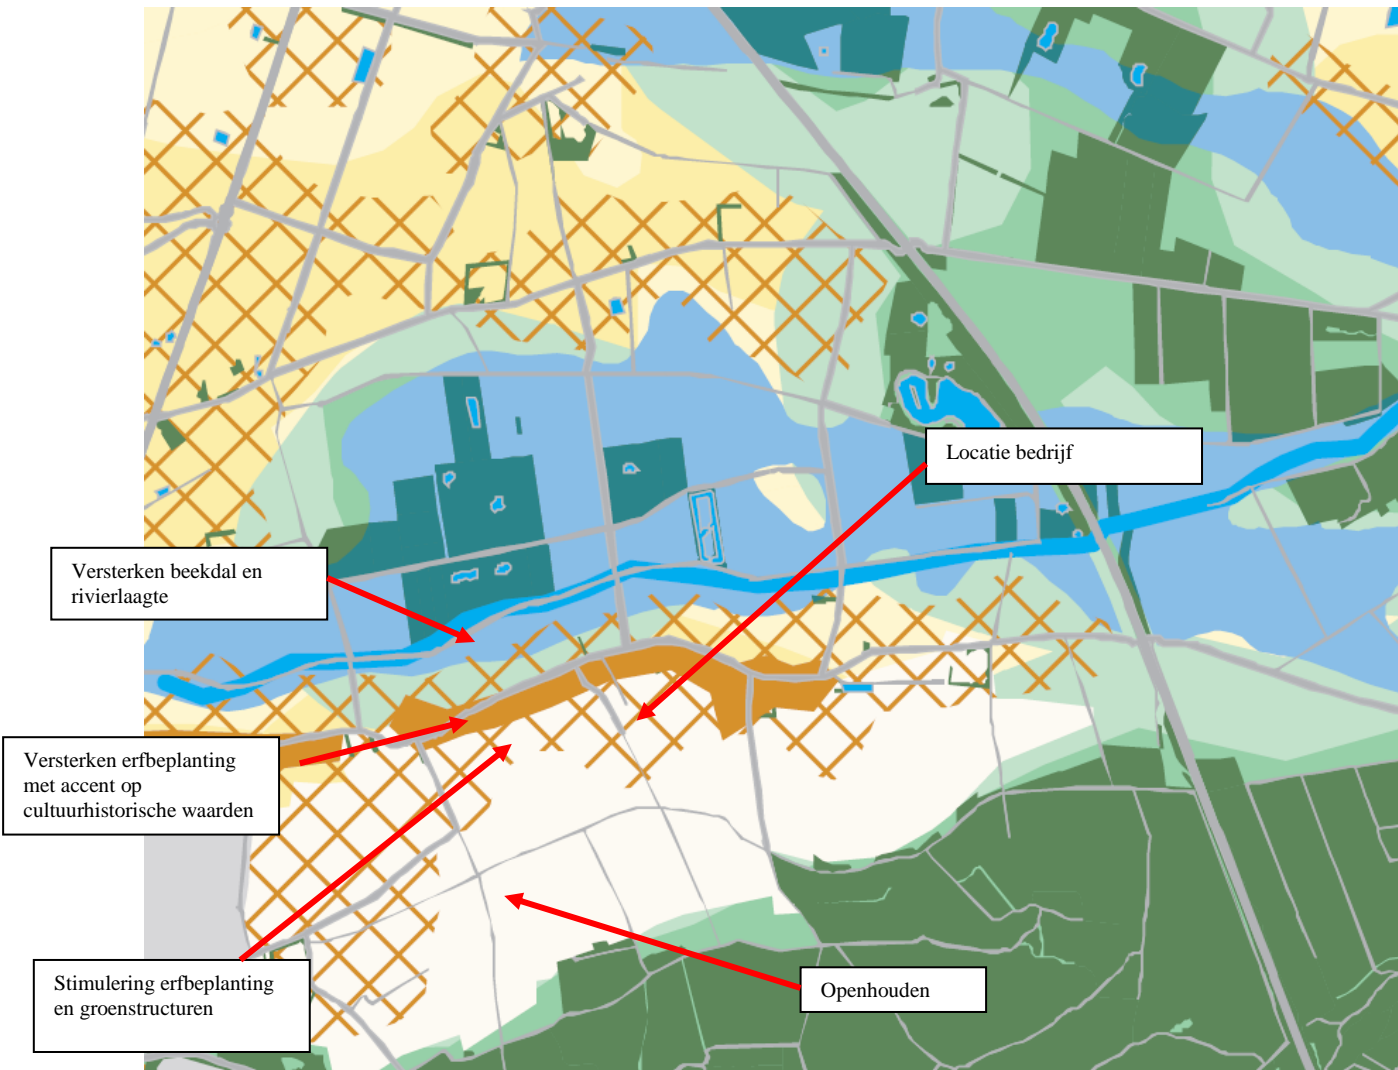 Locatie bedrijf
Versterken beekdal en
rivierlaagte
Versterken erfbeplanting
met accent op
cultuurhistorische waarden
Stimulering erfbeplanting
en groenstructuren
Openhouden